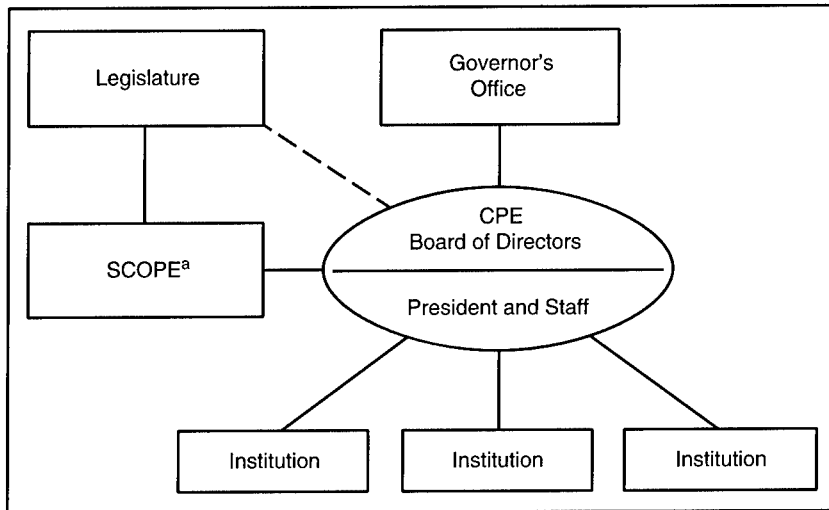 Legislature
Governor's
Office
CPE
Board of Directors
SCOPEᵃ
President and Staff
Institution
Institution
Institution